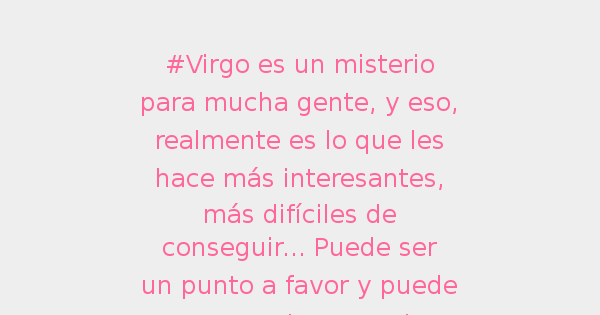 #Virgo es un misterio
para mucha gente, y eso,
realmente es lo que les
hace más interesantes,
más difíciles de
conseguir... Puede ser
un punto a favor y puede